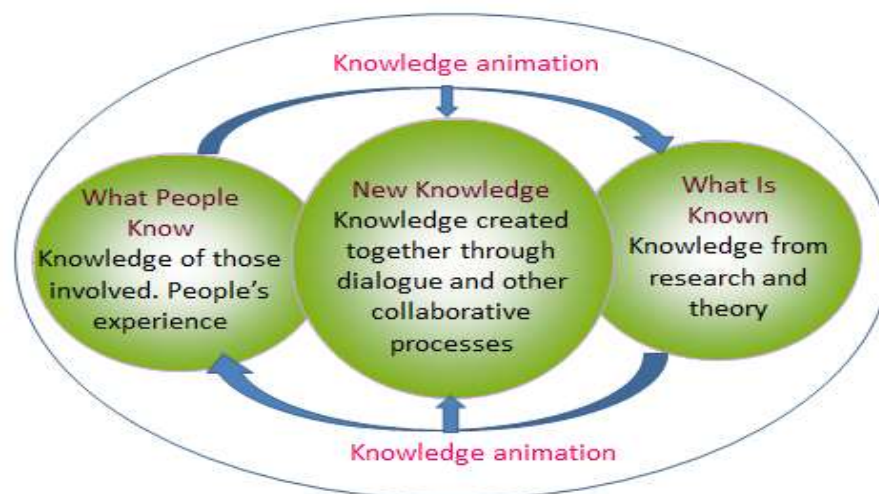 Knowledge animation
What People
Know
Knowledge of those
involved. People's
experience
New Knowledge
Knowledge created
together through
dialogue and other
collaborative
processes
What Is
Known
Knowledge from
research and
theory
Knowledge animation